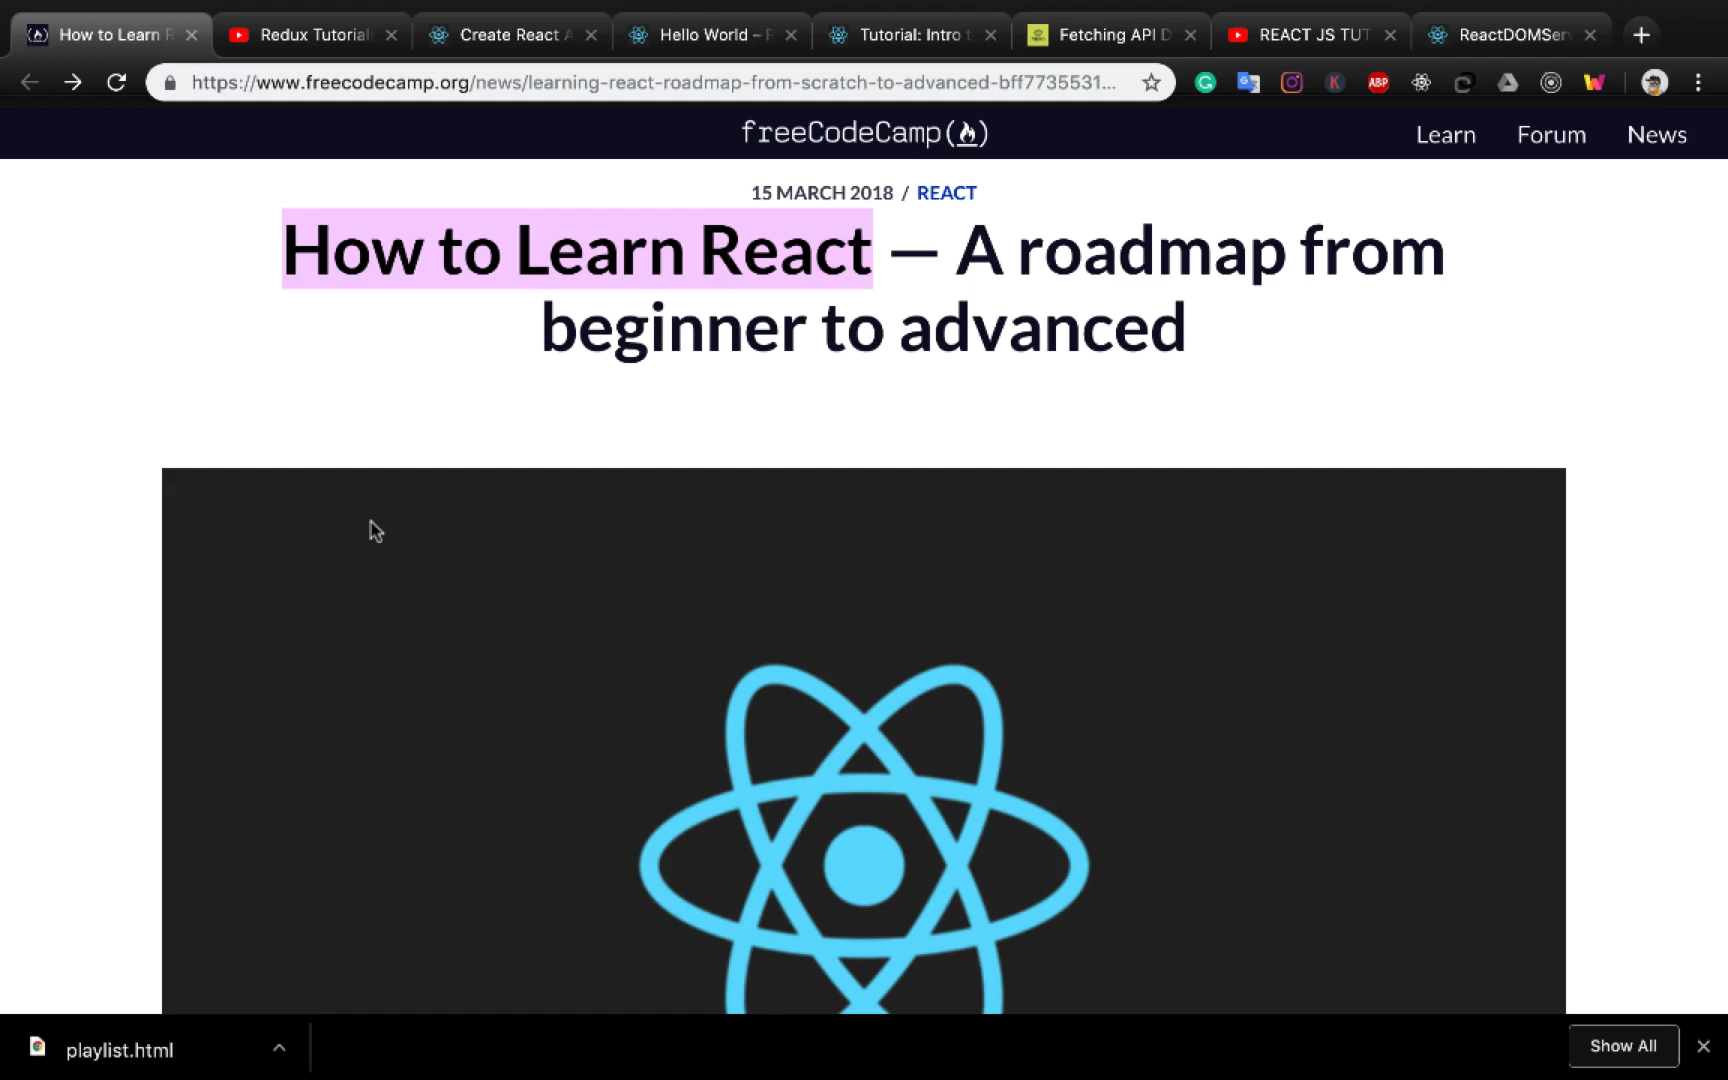 How to Learn R
Redux Tutorial
Create React A
Hello World – R
Tutorial: Intro t
Fetching API D
REACT JS TUT
ReactDOMSer
https://www.freecodecamp.org/news/learning-react-roadmap-from-scratch-to-advanced-bff7735531...
ABP
freeCodeCamp
Learn
Forum
News
15 MARCH 2018 / REACT
How to Learn React — A roadmap from
beginner to advanced
playlist.html
Show All